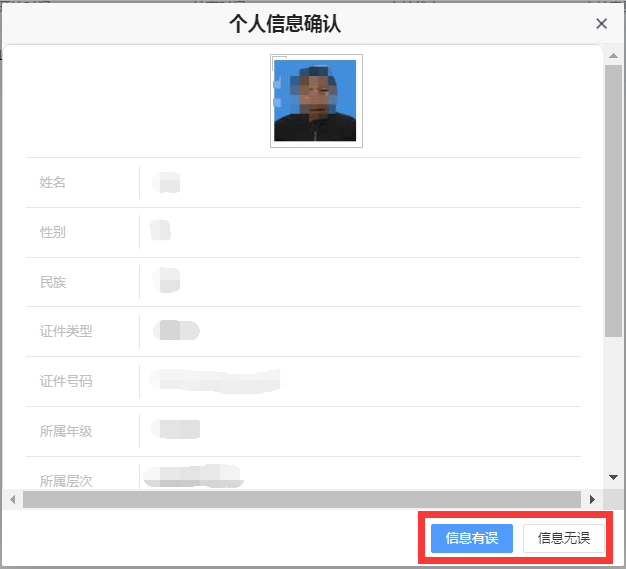 个人信息确认
姓名
性别
民族
证件类型
证件号码
所属年级
所属层次
信息有误 信息无误